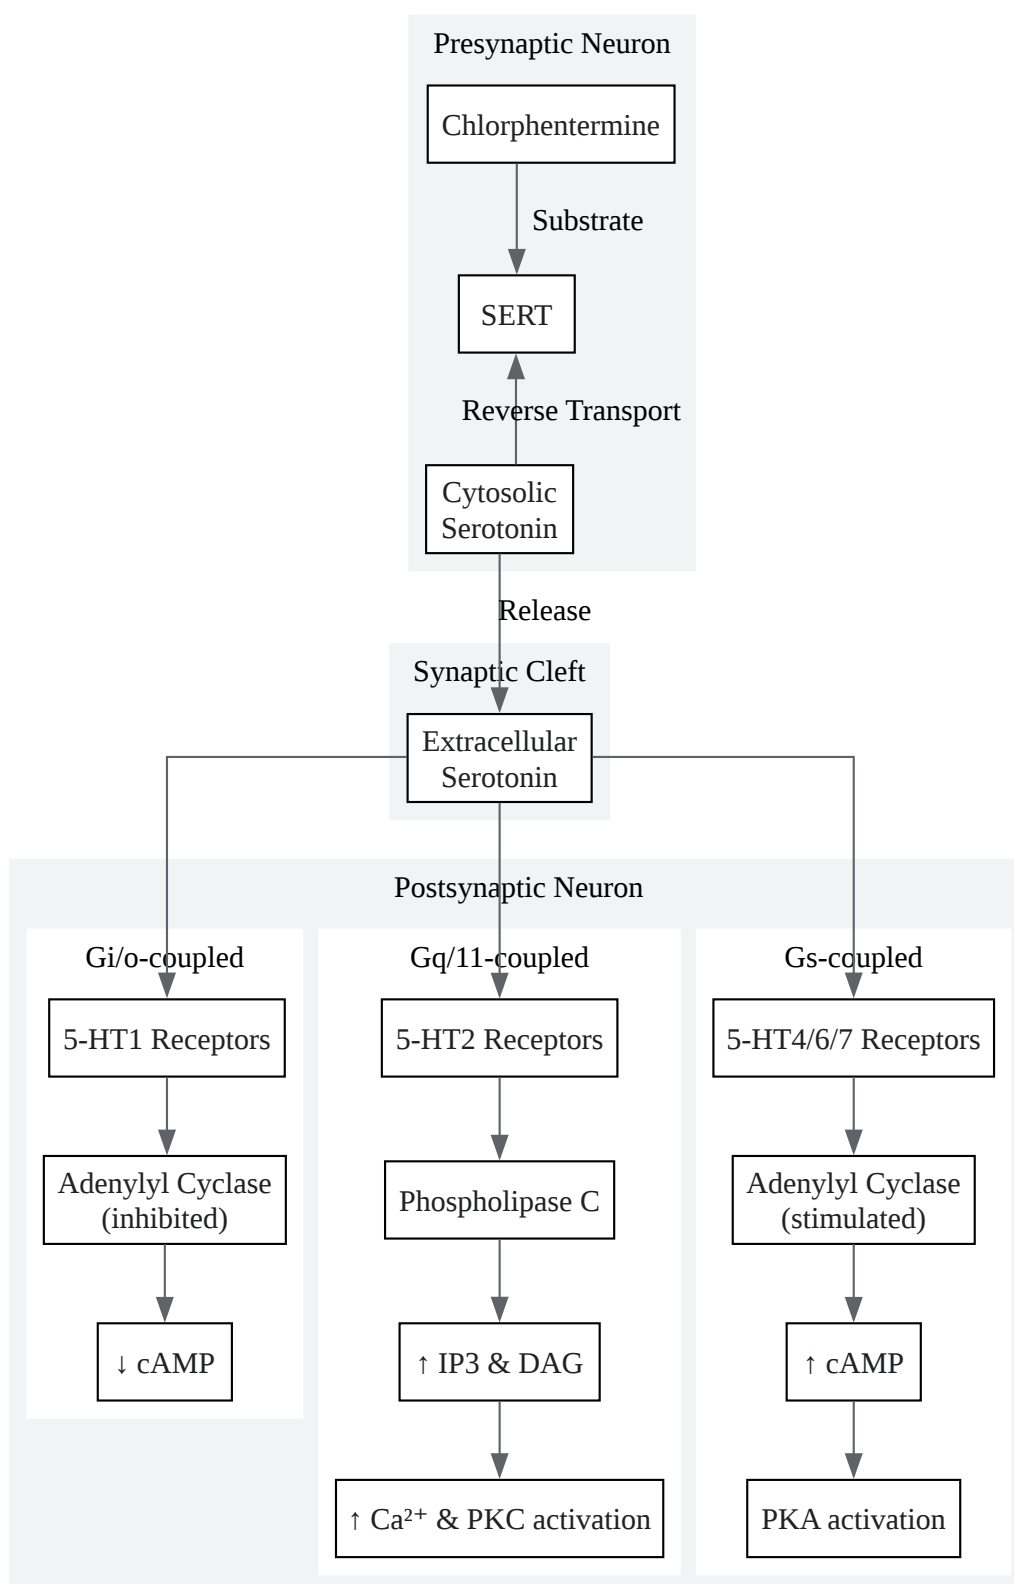 Presynaptic Neuron
Chlorphentermine
Substrate
SERT
Reverse Transport
Cytosolic
Serotonin
Release
Synaptic Cleft
Extracellular
Serotonin
Postsynaptic Neuron
Gi/o-coupled
5-HT1 Receptors
Adenylyl Cyclase
(inhibited)
↓ cAMP
Gq/11-coupled
5-HT2 Receptors
Phospholipase C
↑ IP3 & DAG
↑ Ca²⁺ & PKC activation
Gs-coupled
5-HT4/6/7 Receptors
Adenylyl Cyclase
(stimulated)
↑ cAMP
PKA activation